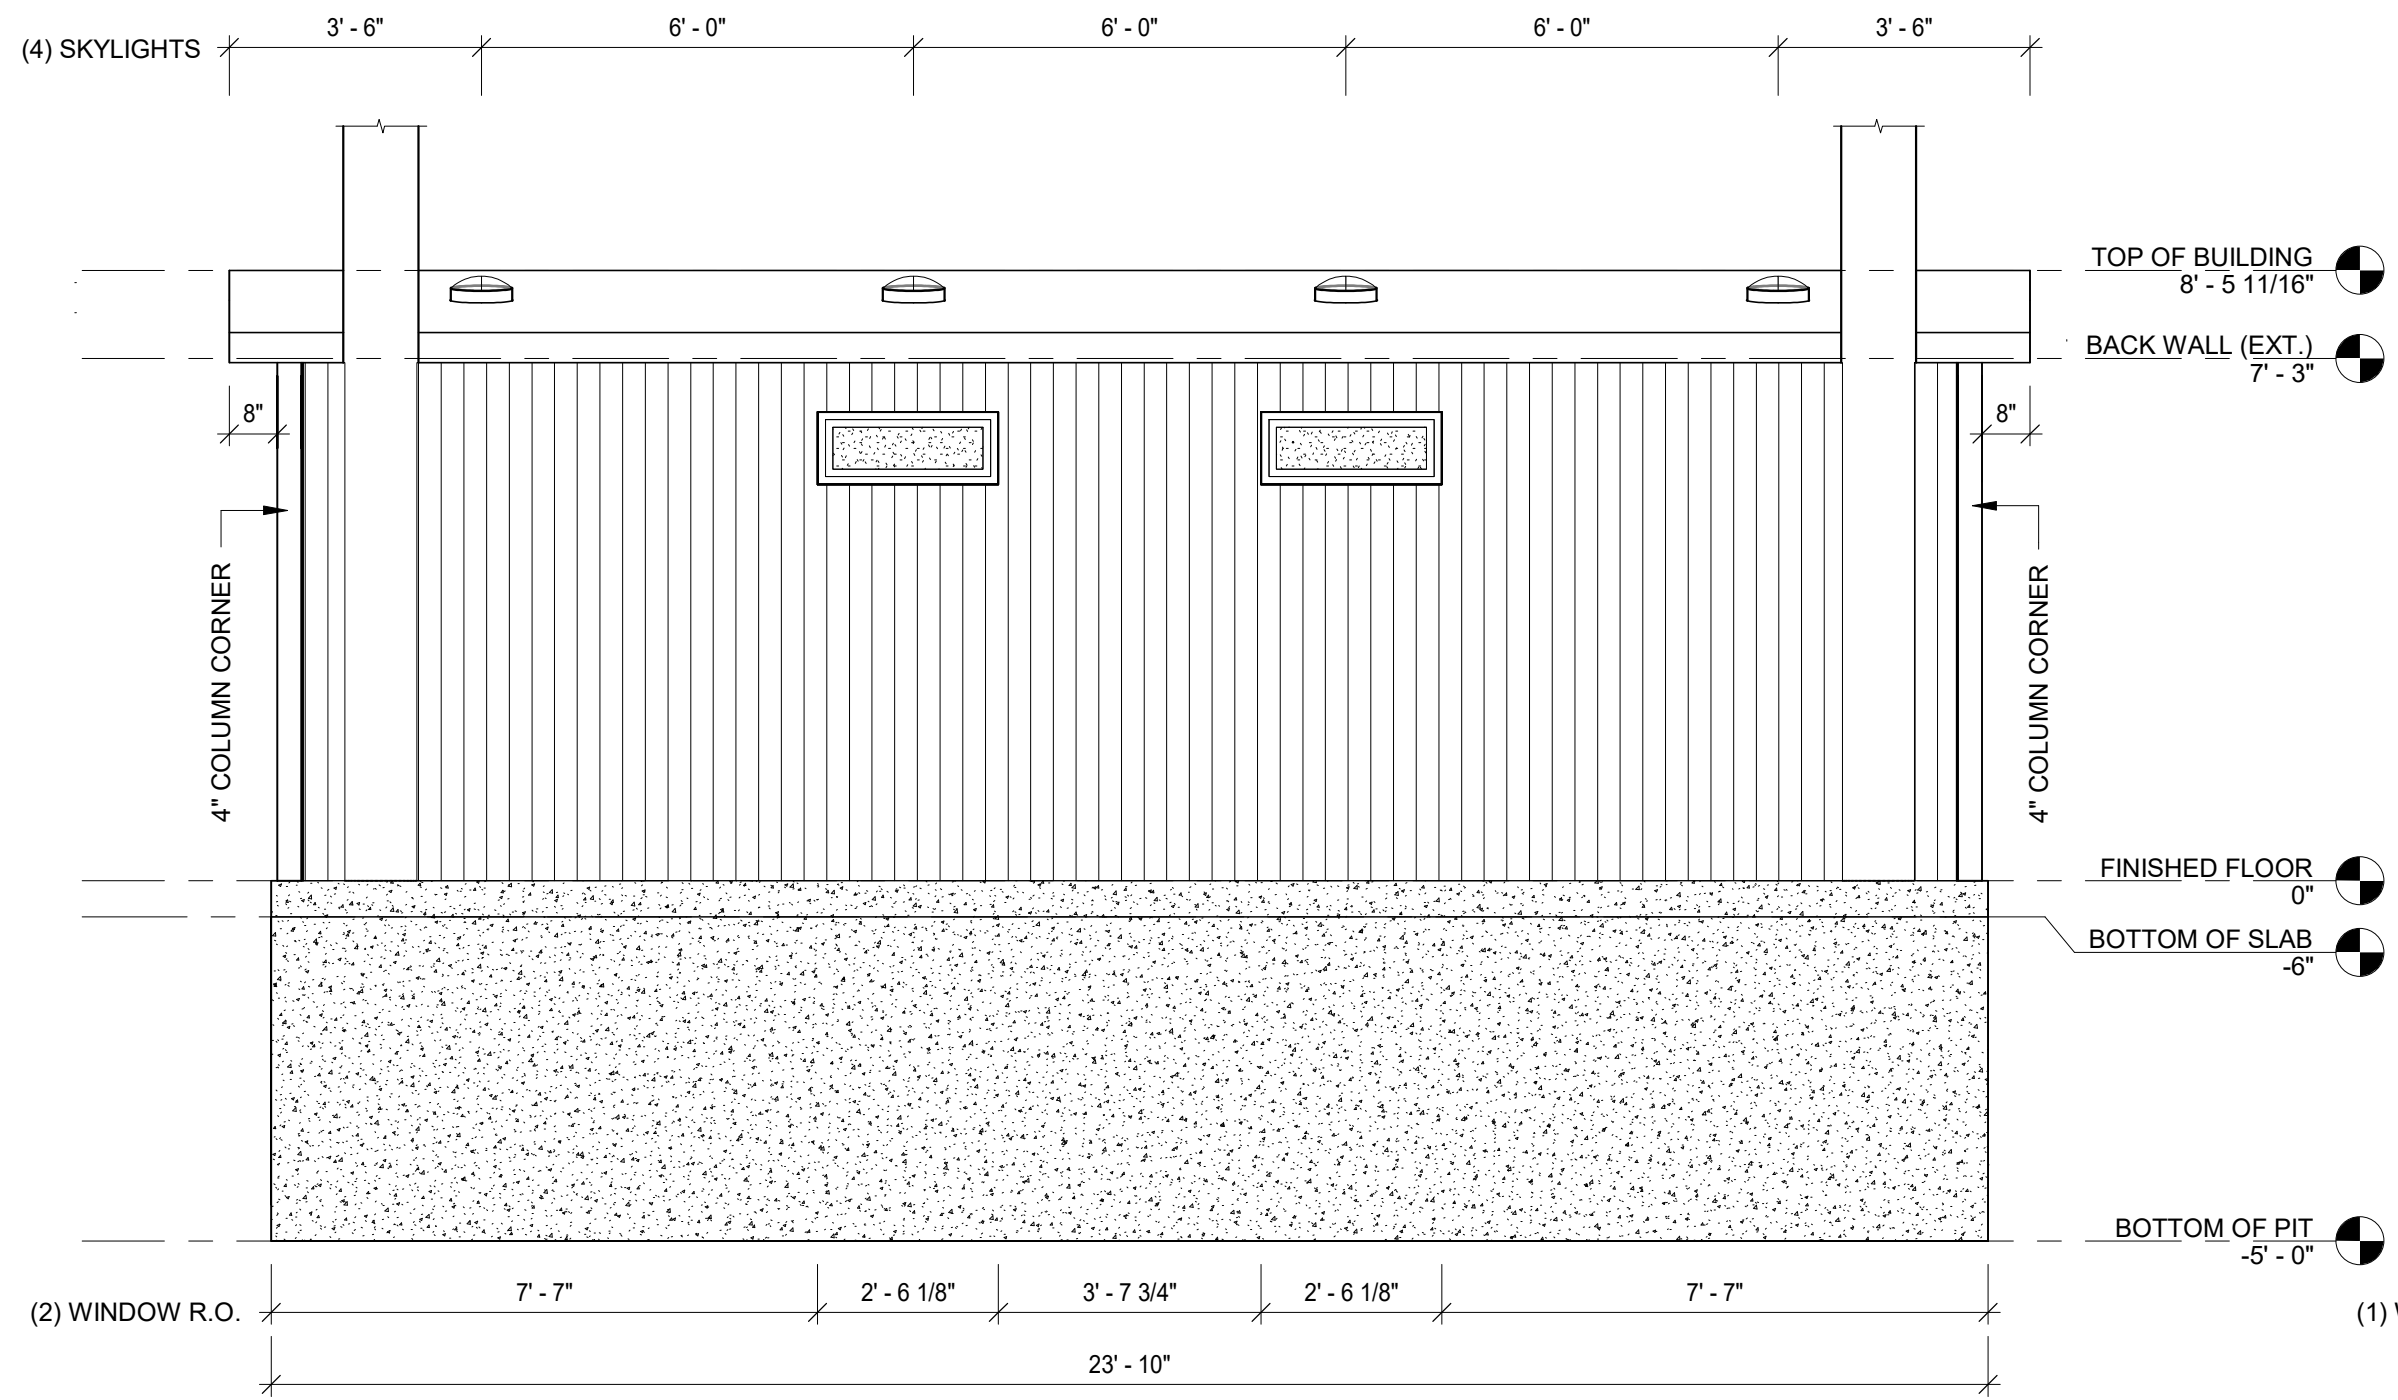 3' - 6"
6' - 0"
6' - 0"
6' - 0"
3' - 6"
(4) SKYLIGHTS
TOP OF BUILDING
8' - 5 11/16"
BACK WALL (EXT.)
7' - 3"
8"
8"
4" COLUMN CORNER
4" COLUMN CORNER
FINISHED FLOOR
0"
BOTTOM OF SLAB
-6"
BOTTOM OF PIT
-5' - 0"
7' - 7"
2' - 6 1/8"
3' - 7 3/4"
2' - 6 1/8"
7' - 7"
(2) WINDOW R.O.
(1)
23' - 10"